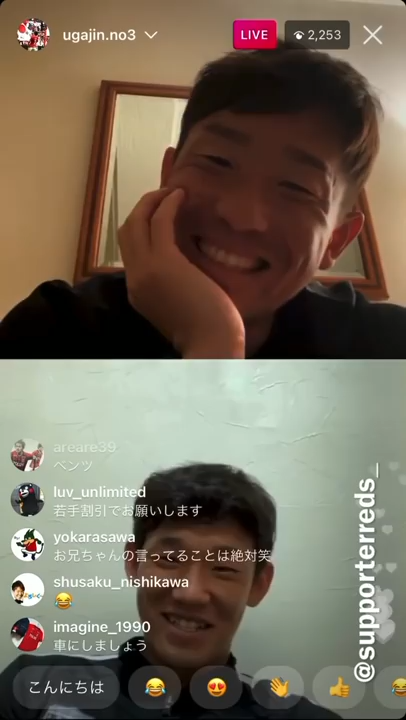 ugajin.no3
LIVE
2,253
areare39
ベンツ
luv_unlimited
若手割引でお願いします
yokarasawa
お兄ちゃんの言ってることは絶対笑
shusaku_nishikawa
😂
imagine_1990
車にしましょう
@supporterreds_
こんにちは 😂 😍 👋 👍 😂